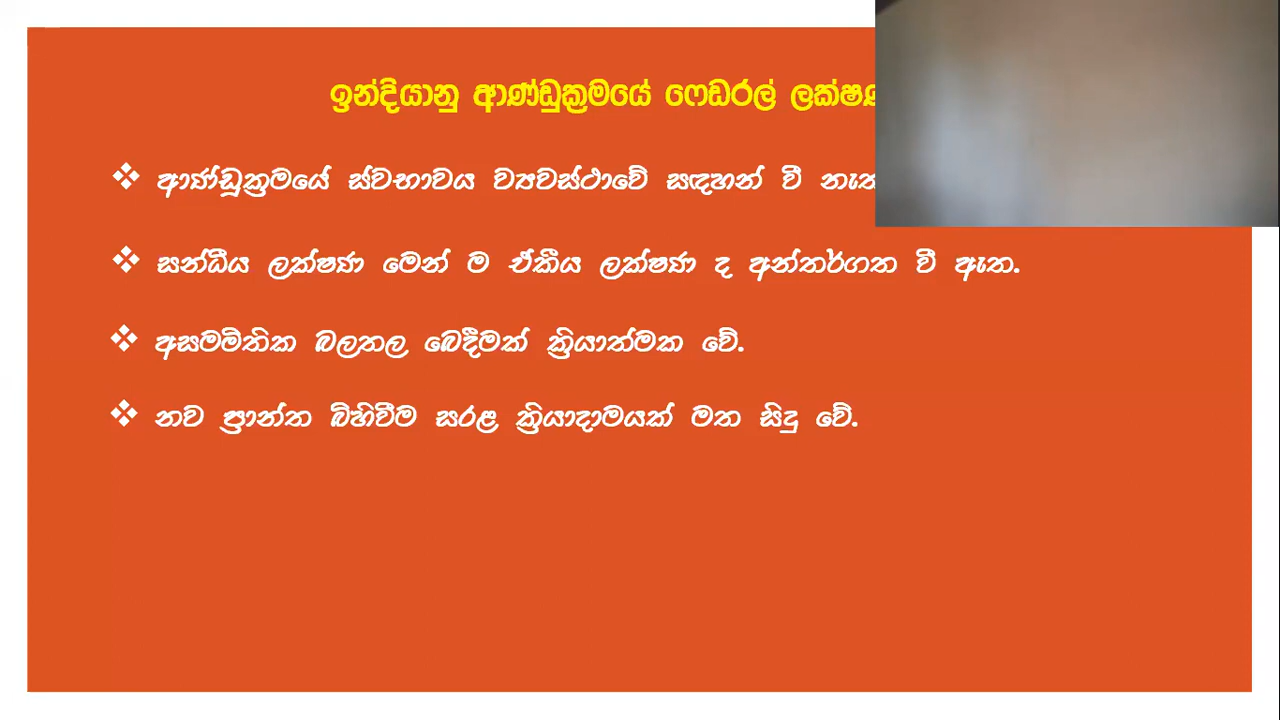 ඉන්දියානු ආණ්ඩුක්‍රමයේ ෆෙඩරල්
❖ ආණ්ඩූක්‍රමයේ ස්වභාවය ව්‍යවස්ථාවේ සඳහන් වී
❖ සන්ධීය ලක්ෂණ මෙන් ම ඒකීය ලක්ෂණ ද අන්තර්ගත වී ඇත.
❖ අසමමිතික බලතල බෙදීමක් ක්‍රියාත්මක වේ.
❖ නව ප්‍රාන්ත බිහිවීම සරළ ක්‍රියාදාමයක් මත සිදු වේ.